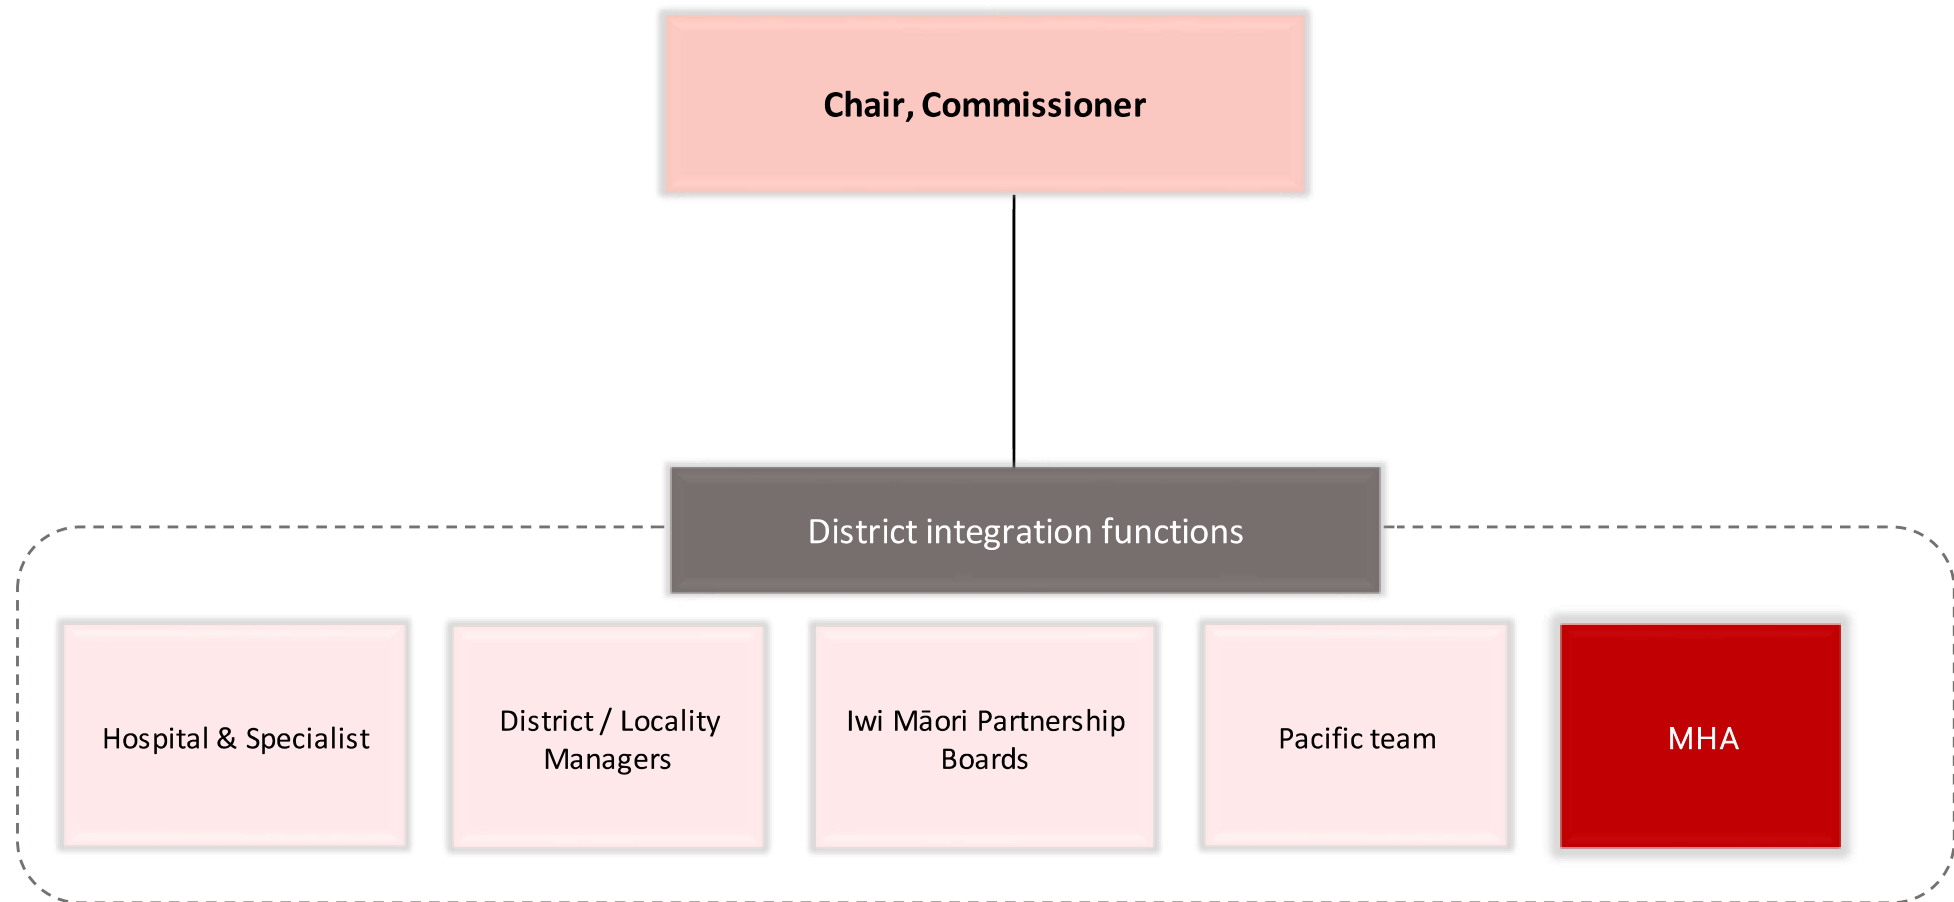 Chair, Commissioner
District integration functions
Hospital & Specialist
District / Locality
Managers
Iwi Māori Partnership
Boards
Pacific team
MHA